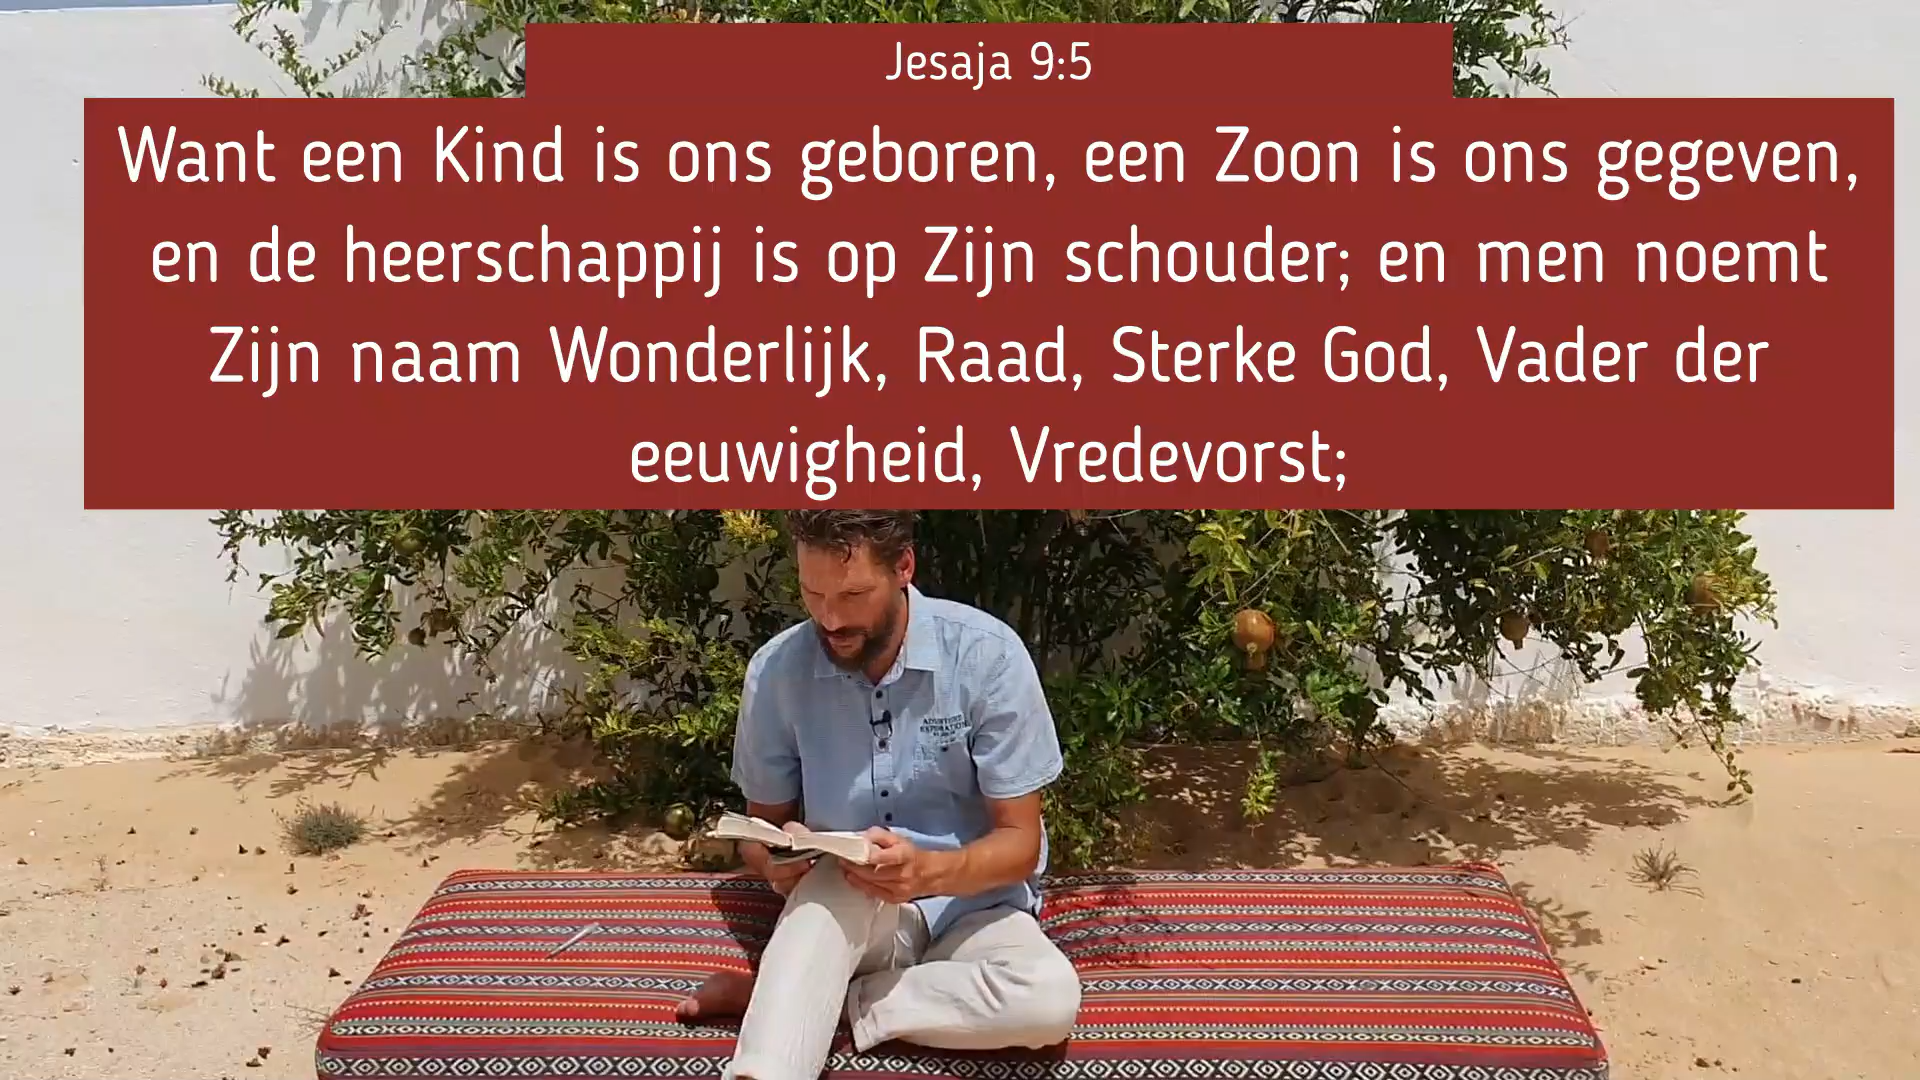 Jesaja 9:5
Want een Kind is ons geboren, een Zoon is ons gegeven,
en de heerschappij is op Zijn schouder; en men noemt
Zijn naam Wonderlijk, Raad, Sterke God, Vader der
eeuwigheid, Vredevorst;